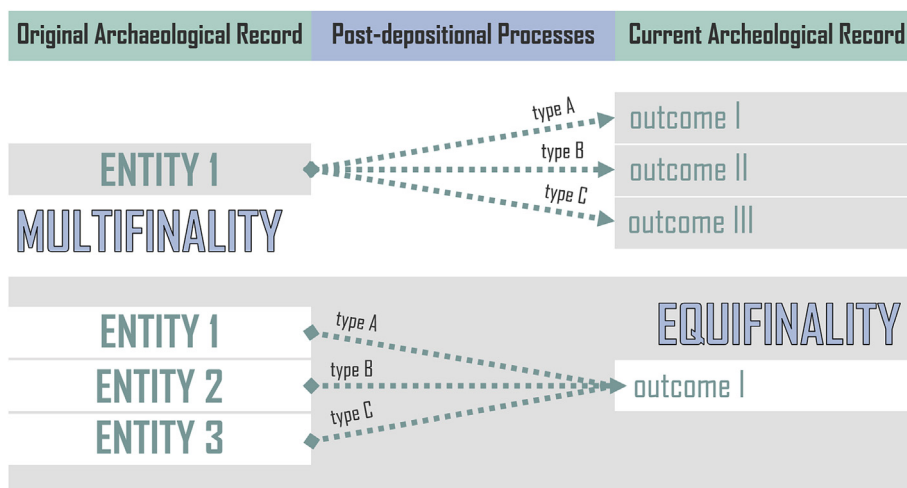 Original Archaeological Record
Post-depositional Processes
Current Archeological Record
ENTITY 1
type A
type B
type C
outcome I
outcome II
outcome III
MULTIFINALITY
EQUIFINALITY
ENTITY 1
ENTITY 2
ENTITY 3
type A
type B
type C
outcome I